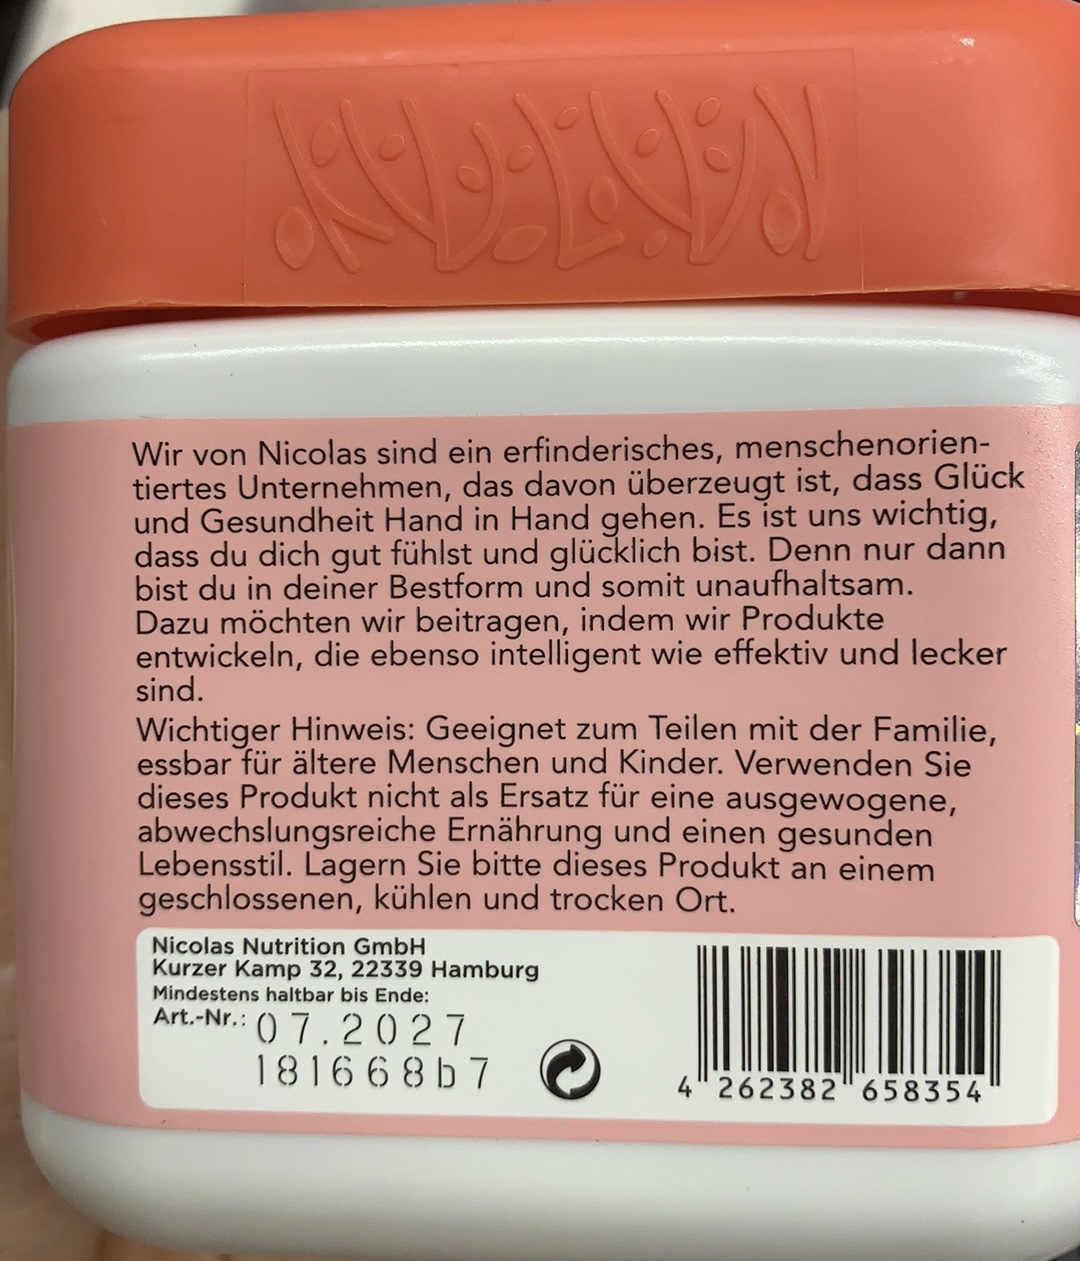 Wir von Nicolas sind ein erfinderisches, menschenorien-
tiertes Unternehmen, das davon überzeugt ist, dass Glück
und Gesundheit Hand in Hand gehen. Es ist uns wichtig,
dass du dich gut fühlst und glücklich bist. Denn nur dann
bist du in deiner Bestform und somit unaufhaltsam.
Dazu möchten wir beitragen, indem wir Produkte
entwickeln, die ebenso intelligent wie effektiv und lecker
sind.
Wichtiger Hinweis: Geeignet zum Teilen mit der Familie,
essbar für ältere Menschen und Kinder. Verwenden Sie
dieses Produkt nicht als Ersatz für eine ausgewogene,
abwechslungsreiche Ernährung und einen gesunden
Lebensstil. Lagern Sie bitte dieses Produkt an einem
geschlossenen, kühlen und trocken Ort.
Nicolas Nutrition GmbH
Kurzer Kamp 32, 22339 Hamburg
Mindestens haltbar bis Ende:
Art.-Nr.: 07.2027
181668b7
4 262382 658354